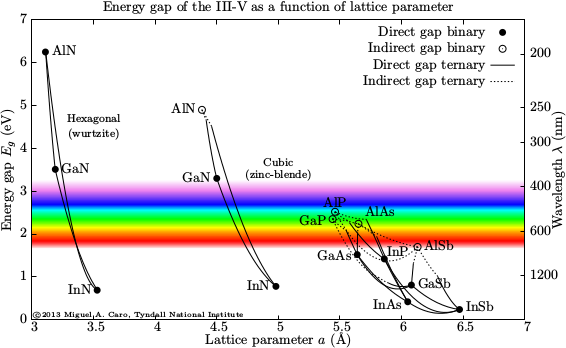 Energy gap of the III-V as a function of lattice parameter
Direct gap binary
Indirect gap binary
Direct gap ternary
Indirect gap ternary
7
6
5
4
3
2
1
0
Energy gap Eg (eV)
200
250
300
400
600
1200
Wavelength λ (nm)
AlN
Hexagonal
(wurtzite)
GaN
InN
AlN
GaN
Cubic
(zinc-blende)
InN
AlP
GaP
AlAs
GaAs
InP
AlSb
GaSb
InAs
InSb
©2013 Miguel A. Caro, Tyndall National Institute
3
3.5
4
4.5
5
5.5
6
6.5
7
Lattice parameter a (Å)